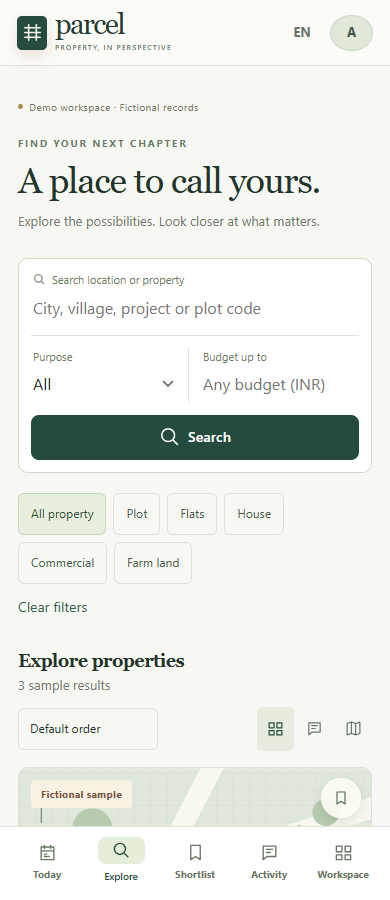 parcel
PROPERTY, IN PERSPECTIVE
EN
A
Demo workspace · Fictional records
FIND YOUR NEXT CHAPTER
A place to call yours.
Explore the possibilities. Look closer at what matters.
Search location or property
City, village, project or plot code
Purpose
Budget up to
All
Any budget (INR)
Search
All property
Plot
Flats
House
Commercial
Farm land
Clear filters
Explore properties
3 sample results
Default order
Fictional sample
Today
Explore
Shortlist
Activity
Workspace